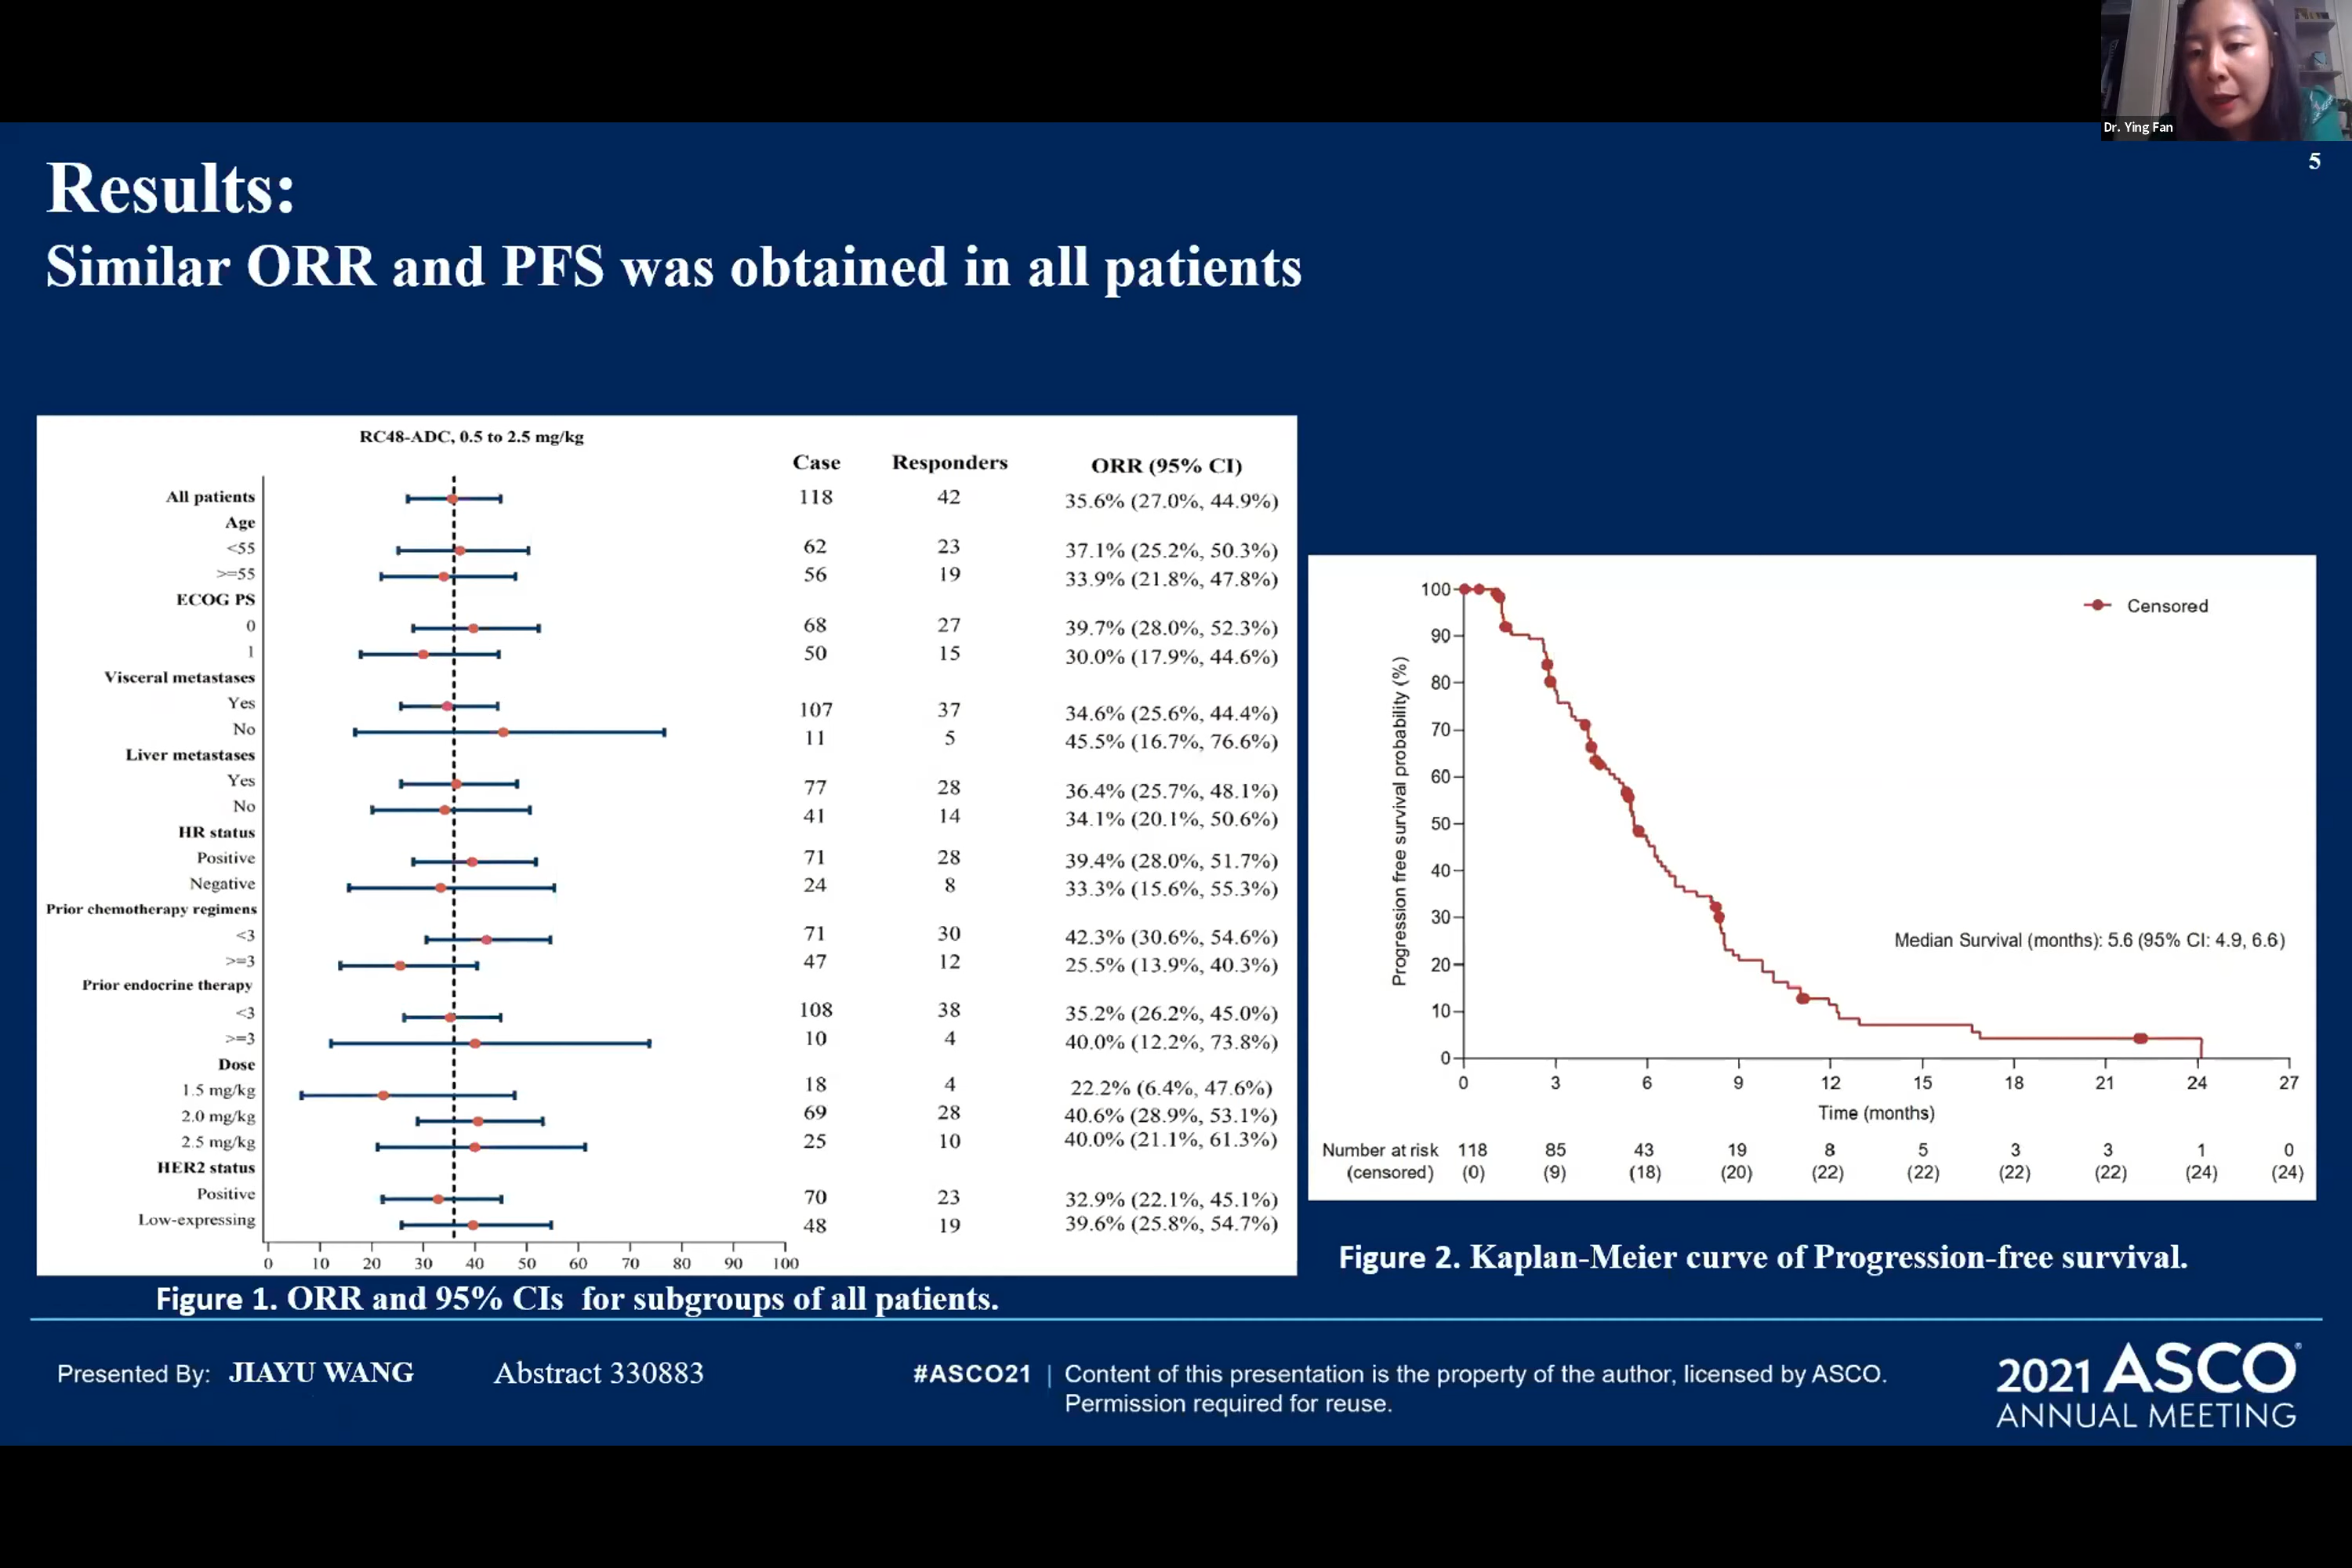 Dr. Ying Fan
5
Results:
Similar ORR and PFS was obtained in all patients
RC48-ADC, 0.5 to 2.5 mg/kg
Case Responders ORR (95% CI)
All patients 118 42 35.6% (27.0%, 44.9%)
Age
<55 62 23 37.1% (25.2%, 50.3%)
>=55 56 19 33.9% (21.8%, 47.8%)
ECOG PS
0 68 27 39.7% (28.0%, 52.3%)
1 50 15 30.0% (17.9%, 44.6%)
Visceral metastases
Yes 107 37 34.6% (25.6%, 44.4%)
No 11 5 45.5% (16.7%, 76.6%)
Liver metastases
Yes 77 28 36.4% (25.7%, 48.1%)
No 41 14 34.1% (20.1%, 50.6%)
HR status
Positive 71 28 39.4% (28.0%, 51.7%)
Negative 24 8 33.3% (15.6%, 55.3%)
Prior chemotherapy regimens
<3 71 30 42.3% (30.6%, 54.6%)
>=3 47 12 25.5% (13.9%, 40.3%)
Prior endocrine therapy
<3 108 38 35.2% (26.2%, 45.0%)
>=3 10 4 40.0% (12.2%, 73.8%)
Dose
1.5 mg/kg 18 4 22.2% (6.4%, 47.6%)
2.0 mg/kg 69 28 40.6% (28.9%, 53.1%)
2.5 mg/kg 25 10 40.0% (21.1%, 61.3%)
HER2 status
Positive 70 23 32.9% (22.1%, 45.1%)
Low-expressing 48 19 39.6% (25.8%, 54.7%)
0 10 20 30 40 50 60 70 80 90 100
Figure 1. ORR and 95% CIs for subgroups of all patients.
Progression free survival probability (%)
100
90
80
70
60
50
40
30
20
10
0
Censored
Median Survival (months): 5.6 (95% CI: 4.9, 6.6)
0 3 6 9 12 15 18 21 24 27
Time (months)
Number at risk 118 85 43 19 8 5 3 3 1 0
(censored) (0) (9) (18) (20) (22) (22) (22) (22) (24) (24)
Figure 2. Kaplan-Meier curve of Progression-free survival.
Presented By: JIAYU WANG Abstract 330883
#ASCO21 | Content of this presentation is the property of the author, licensed by ASCO.
Permission required for reuse.
2021 ASCO®
ANNUAL MEETING